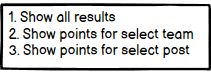 1. Show all results
2. Show points for select team
3. Show points for select post